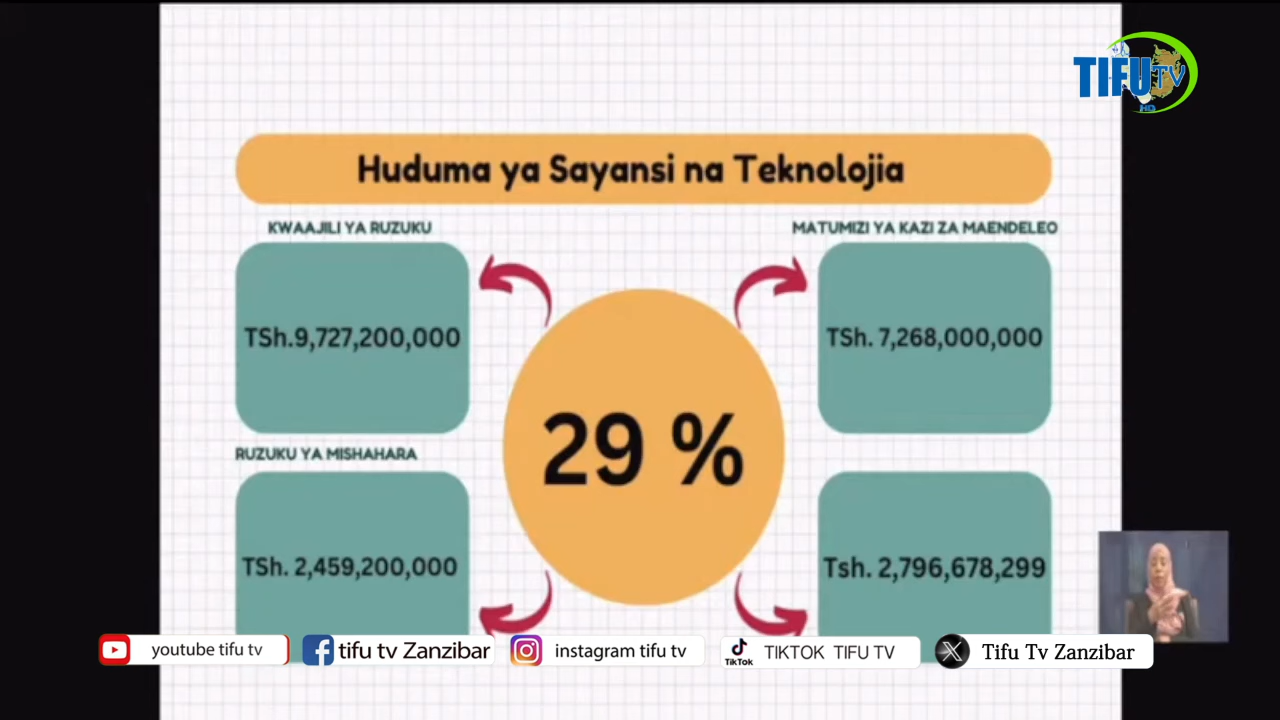 TIFU TV
HD
Huduma ya Sayansi na Teknolojia
KWAAJILI YA RUZUKU
MATUMIZI YA KAZI ZA MAENDELEO
TSh.9,727,200,000
TSh. 7,268,000,000
29 %
RUZUKU YA MISHAHARA
TSh. 2,459,200,000
Tsh. 2,796,678,299
youtube tifu tv
tifu tv Zanzibar
instagram tifu tv
TikTok
TIKTOK TIFU TV
Tifu Tv Zanzibar